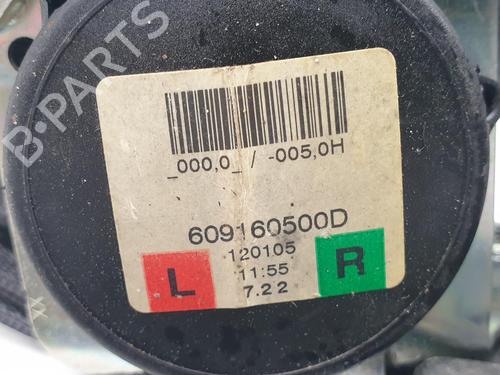 B-PARTS
_000,0_ / -005,0H
609160500D
120105
L
11:55
R
7.22